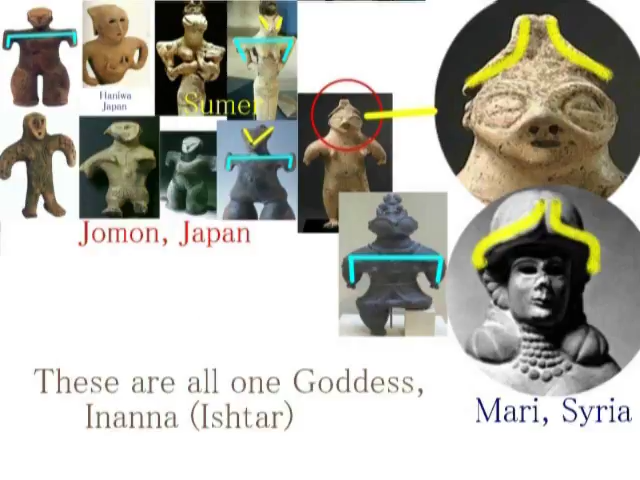 Haniwa
Japan
Sumer
Jomon, Japan
These are all one Goddess,
Inanna (Ishtar)
Mari, Syria